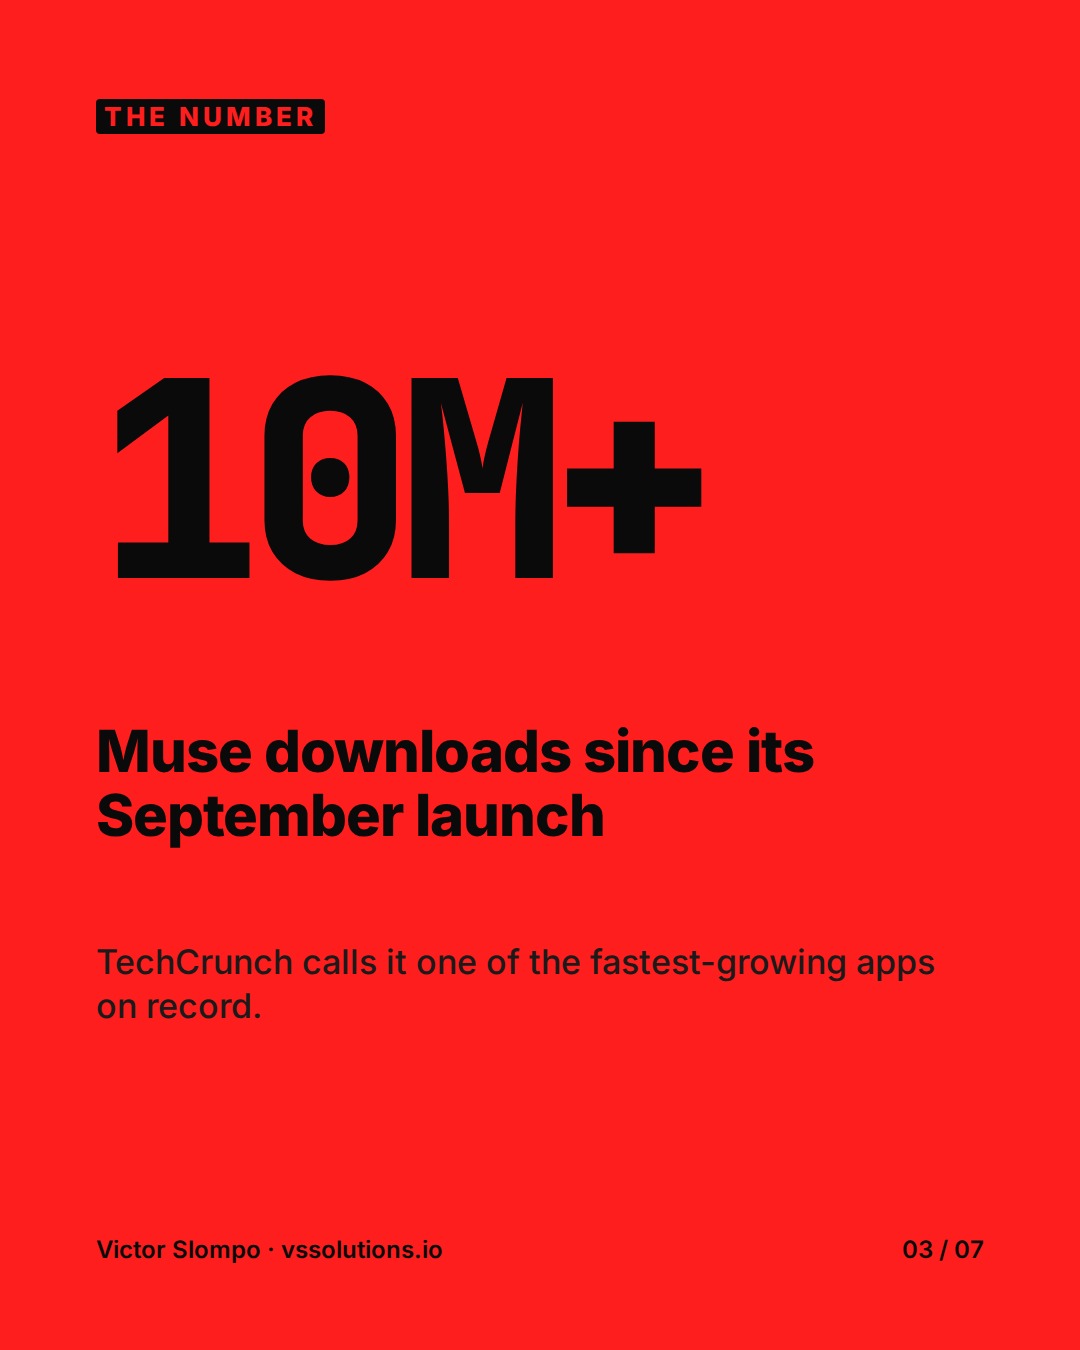 THE NUMBER
10M+
Muse downloads since its
September launch
TechCrunch calls it one of the fastest-growing apps
on record.
Victor Slompo · vssolutions.io
03 / 07